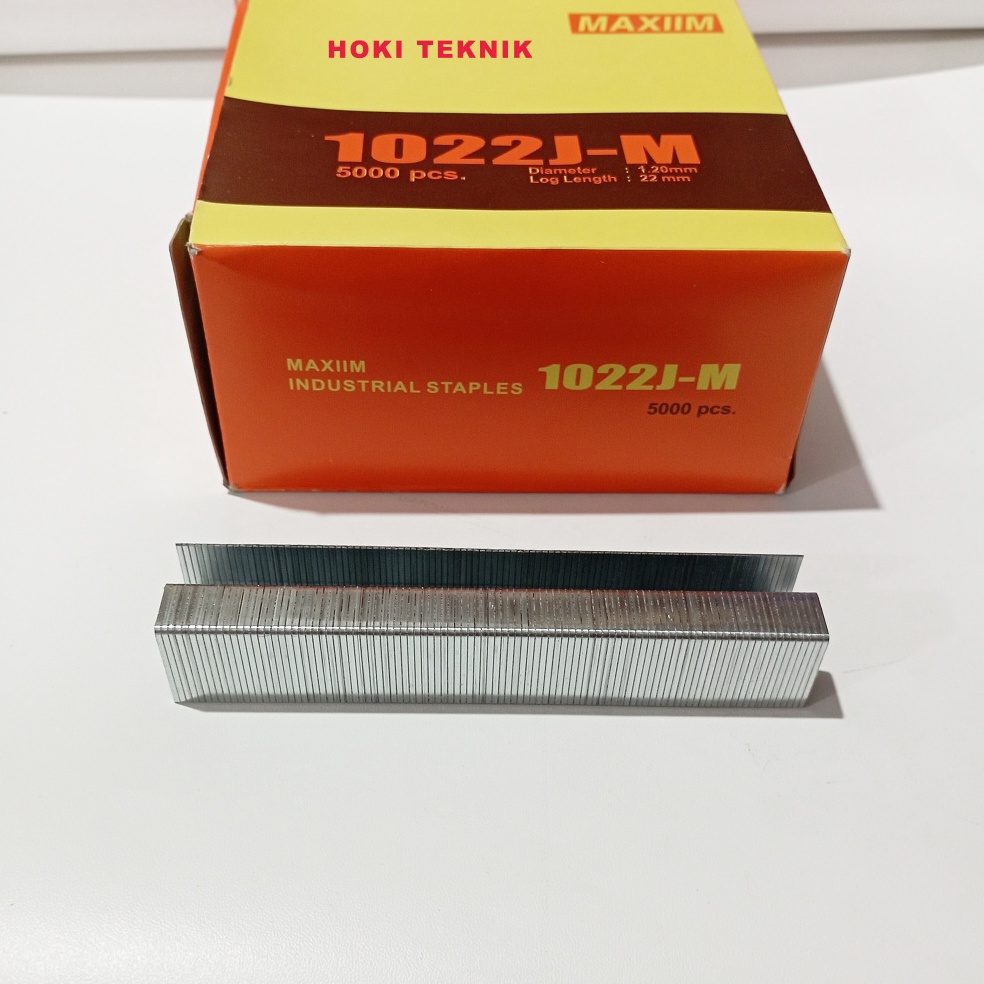 MAXIIM
HOKI TEKNIK
1022J-M
5000 pcs.
Diameter : 1.20mm
Log Length : 22 mm
MAXIIM
INDUSTRIAL STAPLES
1022J-M
5000 pcs.